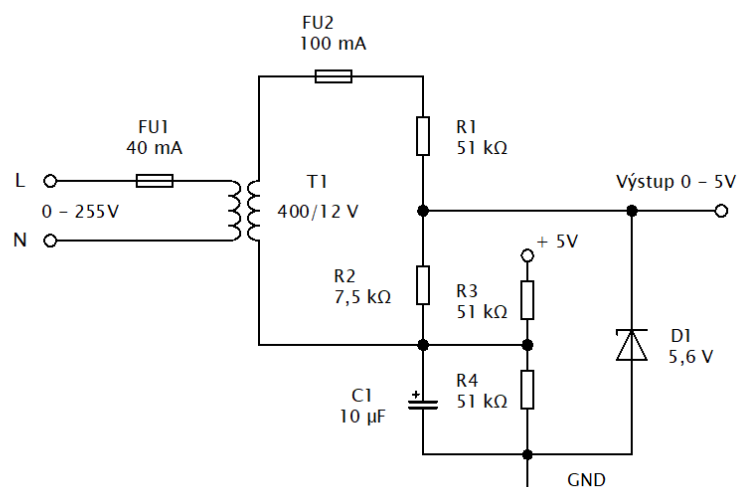 FU2
100 mA
FU1
40 mA
R1
51 kΩ
L
T1
Výstup 0 – 5V
0 – 255V
400/12 V
N
+ 5V
R2
7,5 kΩ
R3
51 kΩ
D1
5,6 V
C1
10 µF
R4
51 kΩ
+
GND